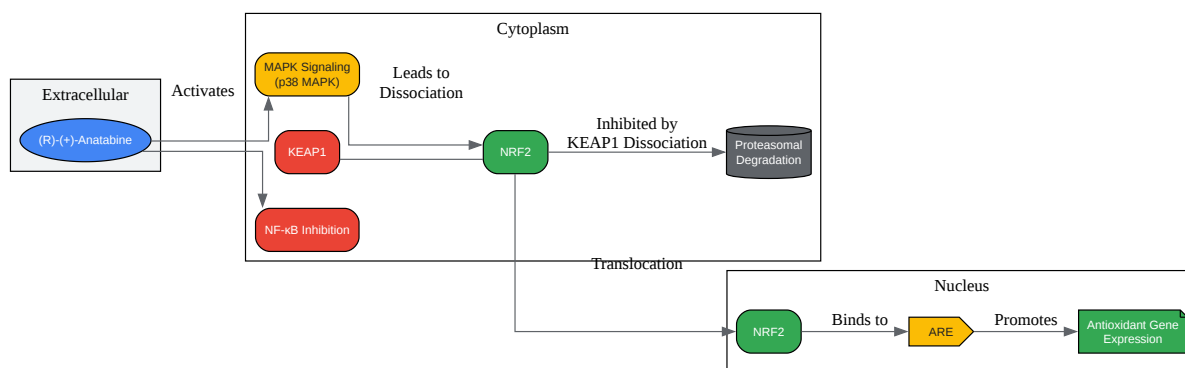 Cytoplasm
MAPK Signaling
(p38 MAPK)
Leads to
Dissociation
Extracellular
Activates
(R)-(+)-Anatabine
KEAP1
NRF2
Inhibited by
KEAP1 Dissociation
Proteasomal
Degradation
NF-κB Inhibition
Translocation
Nucleus
NRF2
Binds to
ARE
Promotes
Antioxidant Gene
Expression